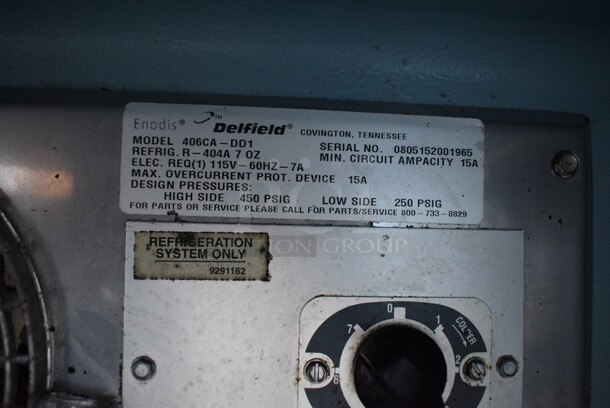 Enodis® ™ Delfield® COVINGTON, TENNESSEE
MODEL 406CA-DD1 SERIAL NO. 0805152001965
REFRIG. R-404A 7 OZ MIN. CIRCUIT AMPACITY 15A
ELEC. REQ(1) 115V-60HZ-7A
MAX. OVERCURRENT PROT. DEVICE 15A
DESIGN PRESSURES:
HIGH SIDE 450 PSIG LOW SIDE 250 PSIG
FOR PARTS OR SERVICE PLEASE CALL FOR PARTS/SERVICE 800-733-8829
REFRIGERATION
SYSTEM ONLY
9291162
GROUP
0
7 1
COLDER
2
6